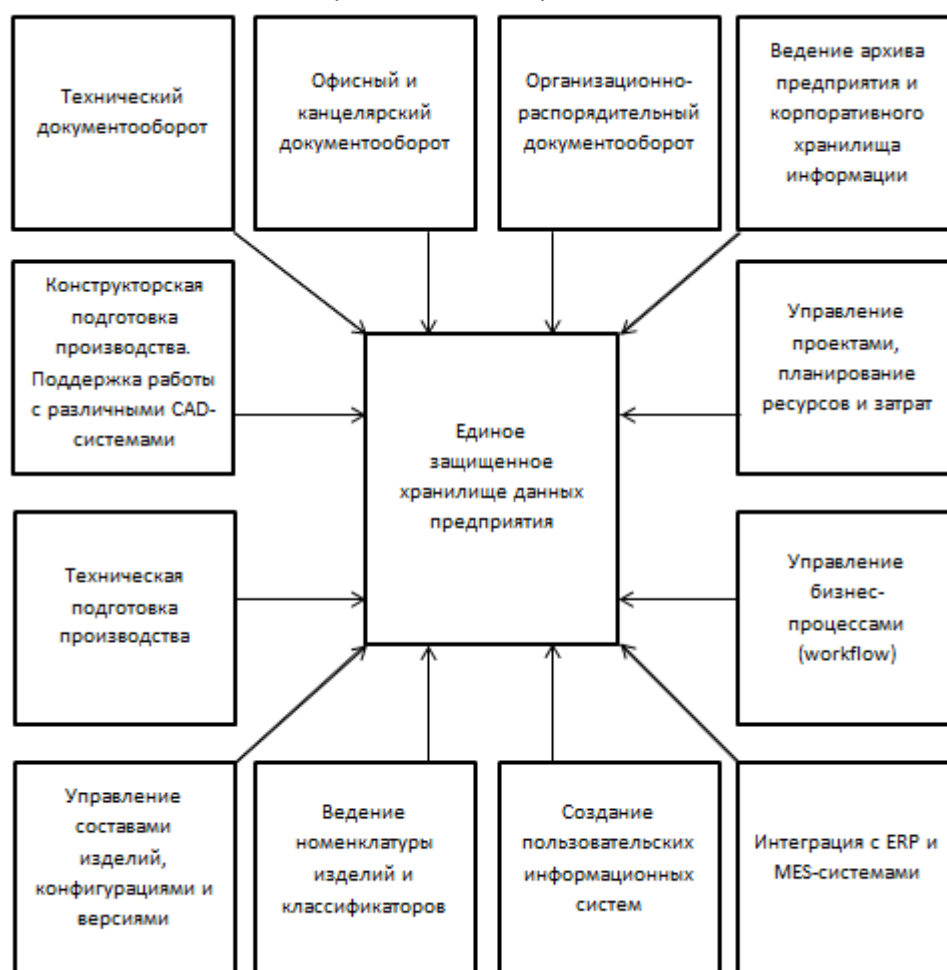 Технический
документооборот
Офисный и
канцелярский
документооборот
Организационно-
распорядительный
документооборот
Ведение архива
предприятия и
корпоративного
хранилища
информации
Конструкторская
подготовка
производства.
Поддержка работы
с различными CAD-
системами
Единое
защищенное
хранилище данных
предприятия
Управление
проектами,
планирование
ресурсов и затрат
Техническая
подготовка
производства
Управление
бизнес-
процессами
(workflow)
Управление
составами
изделий,
конфигурациями и
версиями
Ведение
номенклатуры
изделий и
классификаторов
Создание
пользовательских
информационных
систем
Интеграция с ERP и
MES-системами